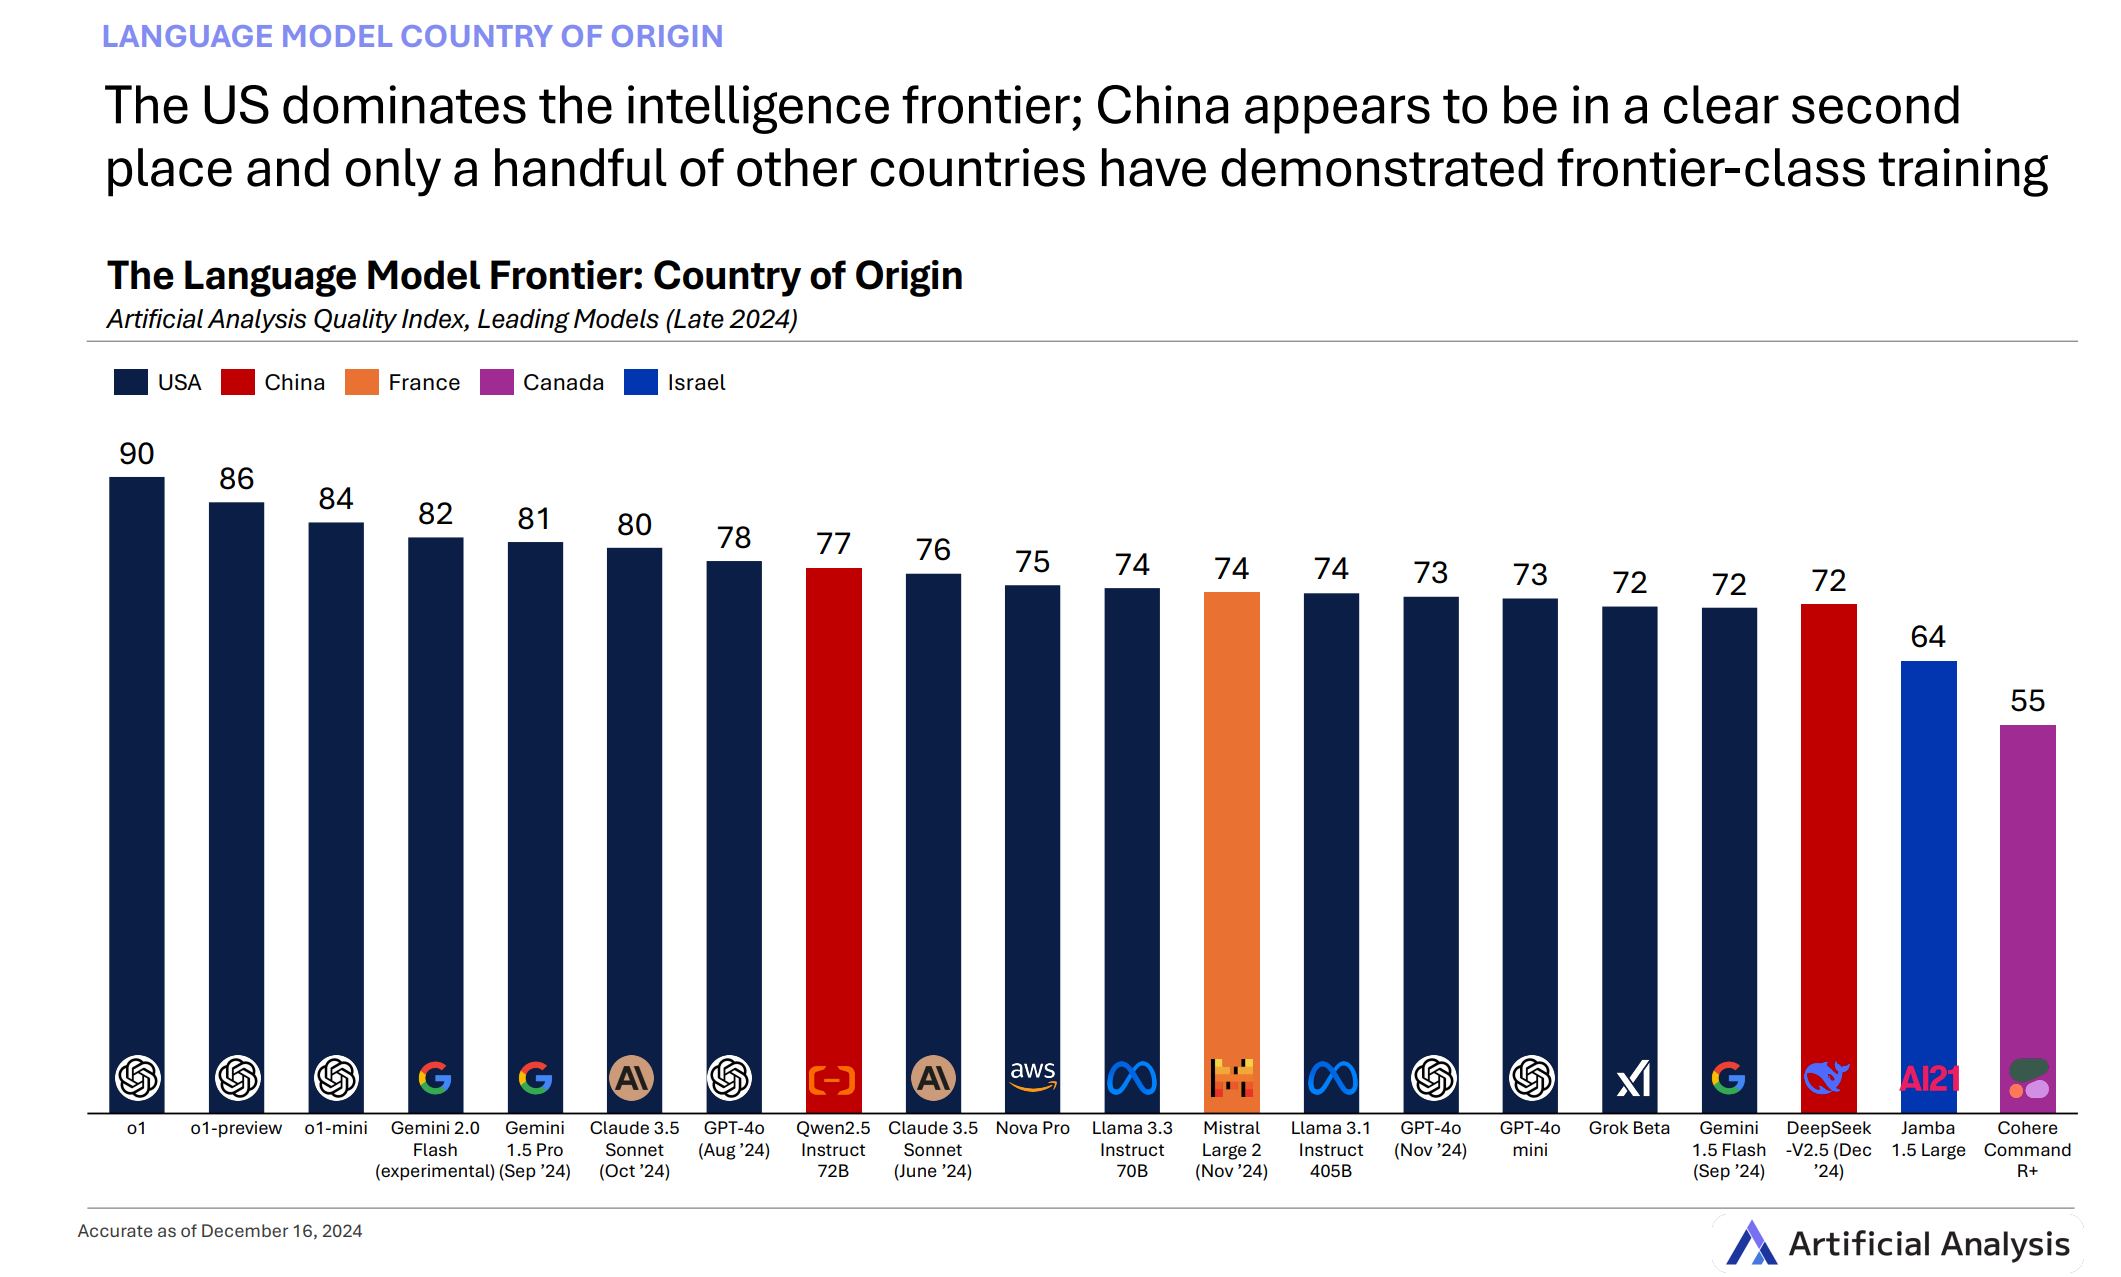 LANGUAGE MODEL COUNTRY OF ORIGIN
The US dominates the intelligence frontier; China appears to be in a clear second
place and only a handful of other countries have demonstrated frontier-class training
The Language Model Frontier: Country of Origin
Artificial Analysis Quality Index, Leading Models (Late 2024)
USA China France Canada Israel
90 86 84 82 81 80 78 77 76 75 74 74 74 73 73 72 72 72 64 55
aws AI21
o1
o1-preview
o1-mini
Gemini 2.0
Flash
(experimental)
Gemini
1.5 Pro
(Sep ’24)
Claude 3.5
Sonnet
(Oct ’24)
GPT-4o
(Aug ’24)
Qwen2.5
Instruct
72B
Claude 3.5
Sonnet
(June ’24)
Nova Pro
Llama 3.3
Instruct
70B
Mistral
Large 2
(Nov ’24)
Llama 3.1
Instruct
405B
GPT-4o
(Nov ’24)
GPT-4o
mini
Grok Beta
Gemini
1.5 Flash
(Sep ’24)
DeepSeek
-V2.5 (Dec
’24)
Jamba
1.5 Large
Cohere
Command
R+
Accurate as of December 16, 2024
Artificial Analysis